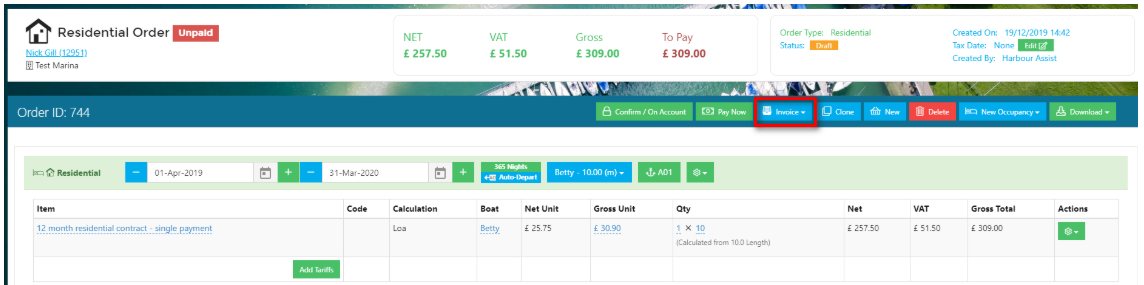 Residential Order Unpaid
Nick Gill (12951)
Test Marina
NET VAT Gross To Pay
£ 257.50 £ 51.50 £ 309.00 £ 309.00
Order Type: Residential
Status: Draft
Created On: 19/12/2019 14:42
Tax Date: None Edit
Created By: Harbour Assist
Order ID: 744
Confirm / On Account Pay Now Invoice Clone New Delete New Occupancy Download
Residential − 01-Apr-2019 + − 31-Mar-2020 + 365 Nights Auto-Depart Betty - 10.00 (m) A01
Item Code Calculation Boat Net Unit Gross Unit Qty Net VAT Gross Total Actions
12 month residential contract - single payment Loa Betty £ 25.75 £ 30.90 1 × 10 £ 257.50 £ 51.50 £ 309.00
(Calculated from 10.0 Length)
Add Tariffs